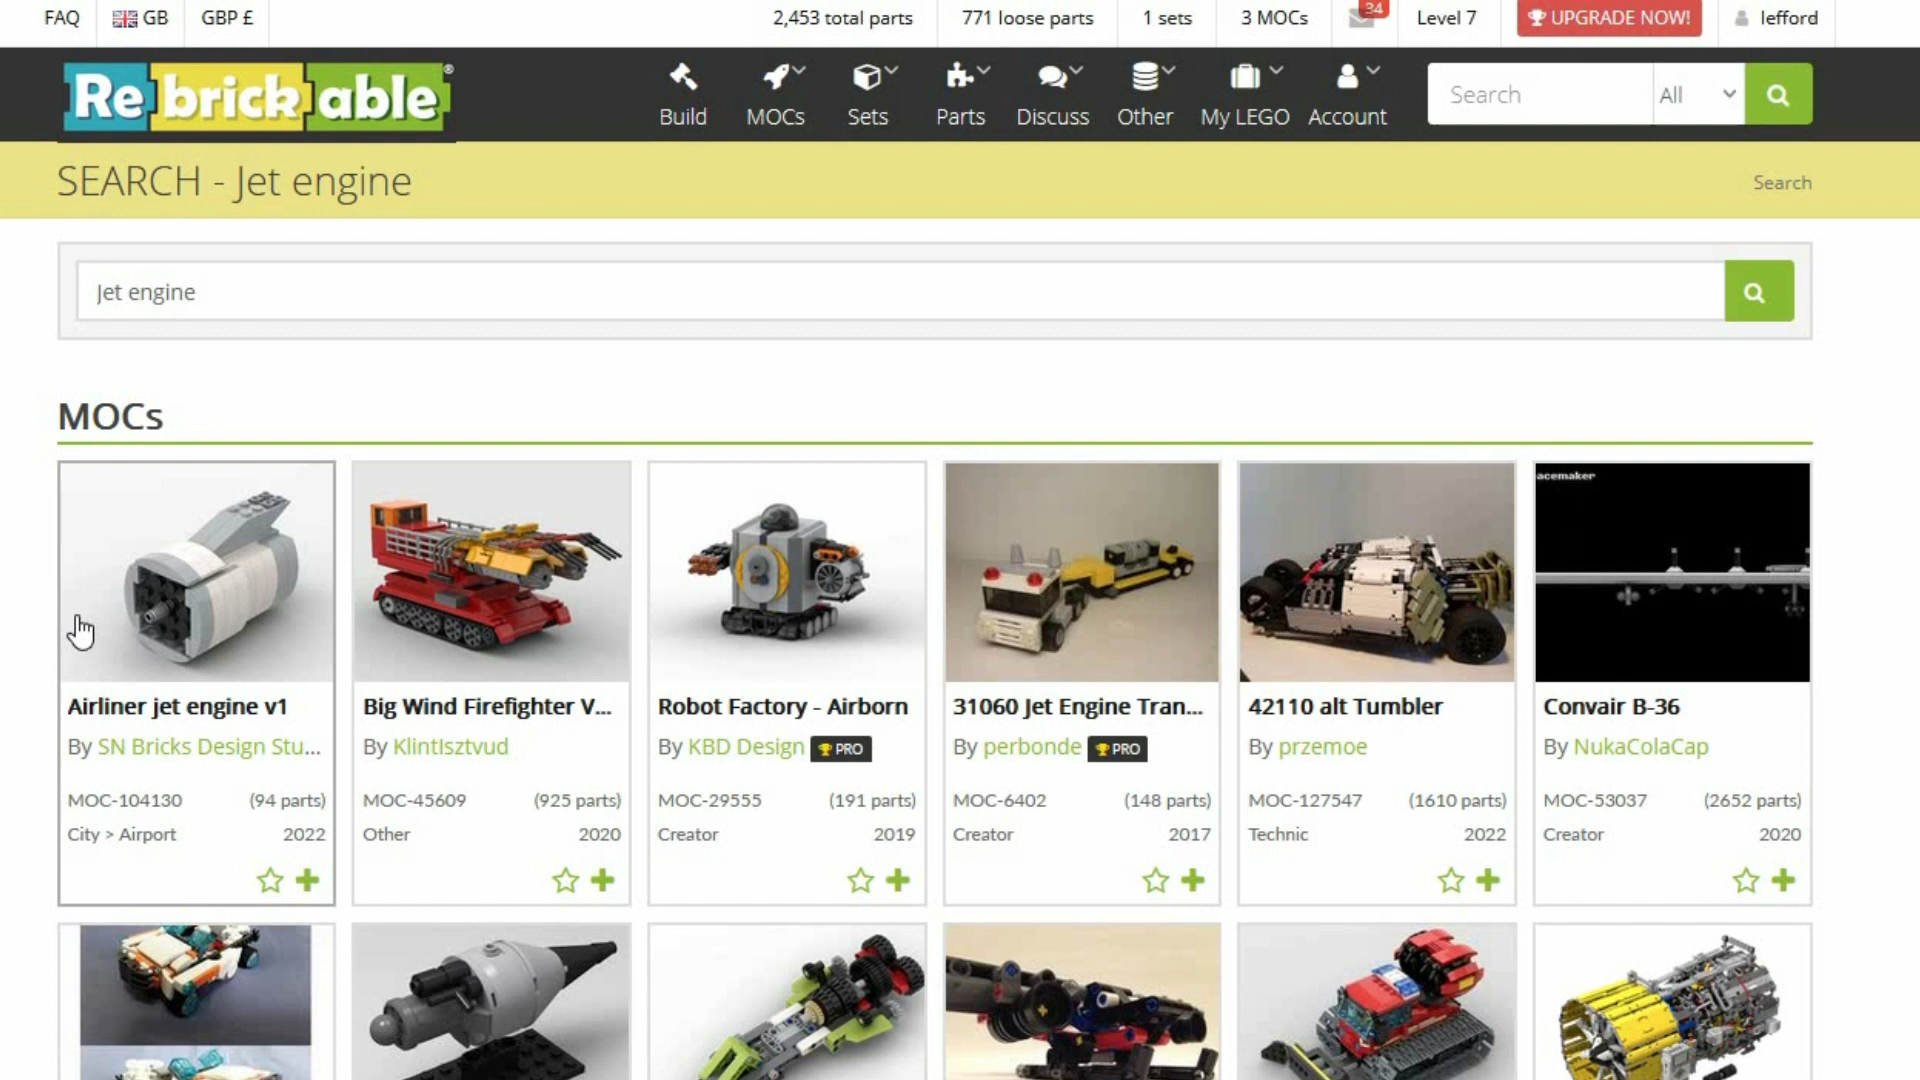 FAQ GB GBP £ 2,453 total parts 771 loose parts 1 sets 3 MOCs 34 Level 7 UPGRADE NOW! lefford
Rebrickable®
Build MOCs Sets Parts Discuss Other My LEGO Account Search All
SEARCH - Jet engine
Search
Jet engine
MOCs
acemaker
Airliner jet engine v1
By SN Bricks Design Stu...
MOC-104130 (94 parts)
City > Airport 2022
Big Wind Firefighter V...
By KlintIsztvud
MOC-45609 (925 parts)
Other 2020
Robot Factory - Airborn
By KBD Design PRO
MOC-29555 (191 parts)
Creator 2019
31060 Jet Engine Tran...
By perbonde PRO
MOC-6402 (148 parts)
Creator 2017
42110 alt Tumbler
By przemoe
MOC-127547 (1610 parts)
Technic 2022
Convair B-36
By NukaColaCap
MOC-53037 (2652 parts)
Creator 2020